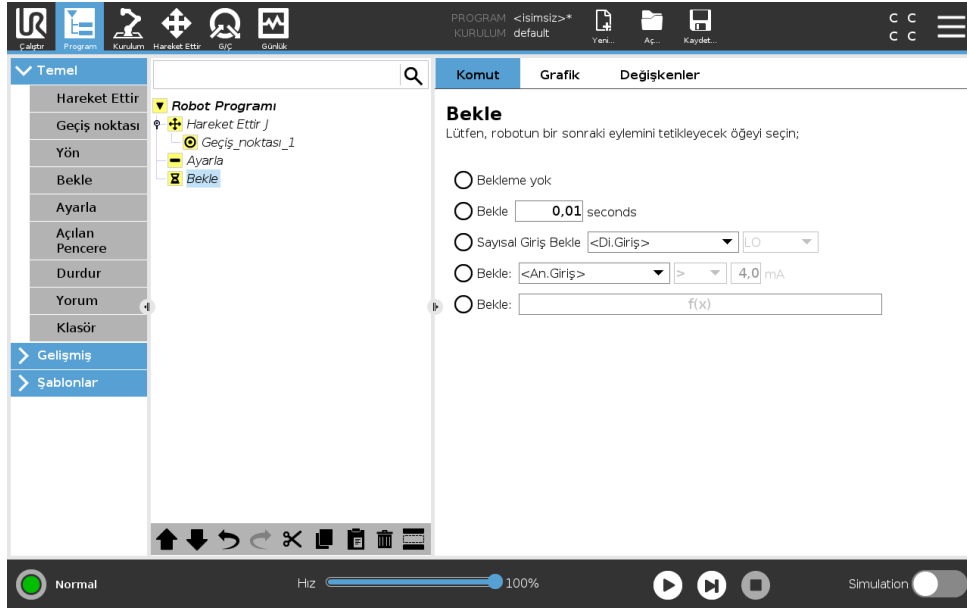 PROGRAM <isimsiz>*
KURULUM default
C C
C C
Çalıştır Program Kurulum Hareket Ettir G/Ç Günlük Yeni... Aç... Kaydet...
Temel
Hareket Ettir
Geçiş noktası
Yön
Bekle
Ayarla
Açılan
Pencere
Durdur
Yorum
Klasör
Gelişmiş
Şablonlar
Robot Programı
Hareket Ettir J
Geçiş_noktası_1
Ayarla
Bekle
Komut Grafik Değişkenler
Bekle
Lütfen, robotun bir sonraki eylemini tetikleyecek öğeyi seçin;
Bekleme yok
Bekle 0,01 seconds
Sayısal Giriş Bekle <Di.Giriş> LO
Bekle: <An.Giriş> > 4,0 mA
Bekle: f(x)
Normal Hız 100% Simulation